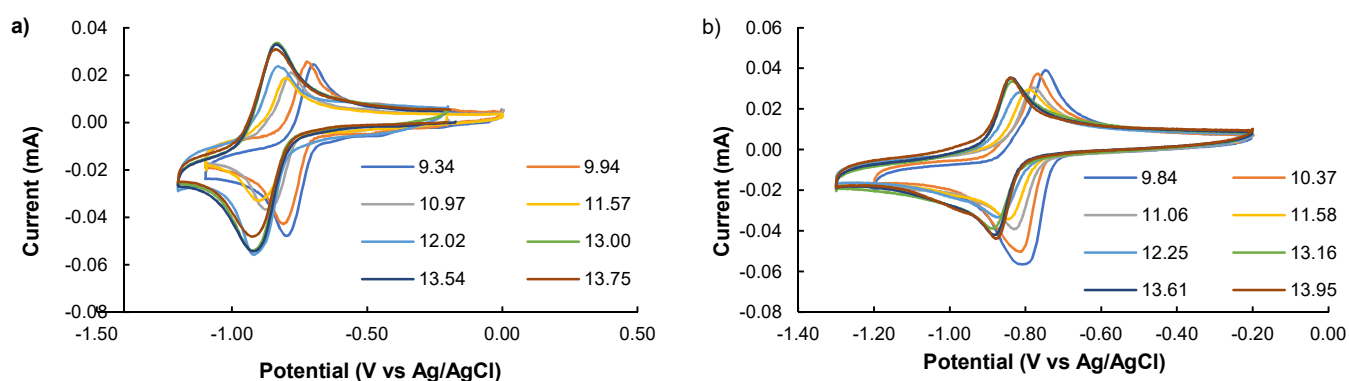 a)
Current (mA)
0.04
0.02
0.00
-0.02
-0.04
-0.06
-0.08
-1.50 -1.00 -0.50 0.00 0.50
Potential (V vs Ag/AgCl)
9.34 9.94
10.97 11.57
12.02 13.00
13.54 13.75
b)
Current (mA)
0.06
0.04
0.02
0.00
-0.02
-0.04
-0.06
-0.08
-1.40 -1.20 -1.00 -0.80 -0.60 -0.40 -0.20 0.00
Potential (V vs Ag/AgCl)
9.84 10.37
11.06 11.58
12.25 13.16
13.61 13.95